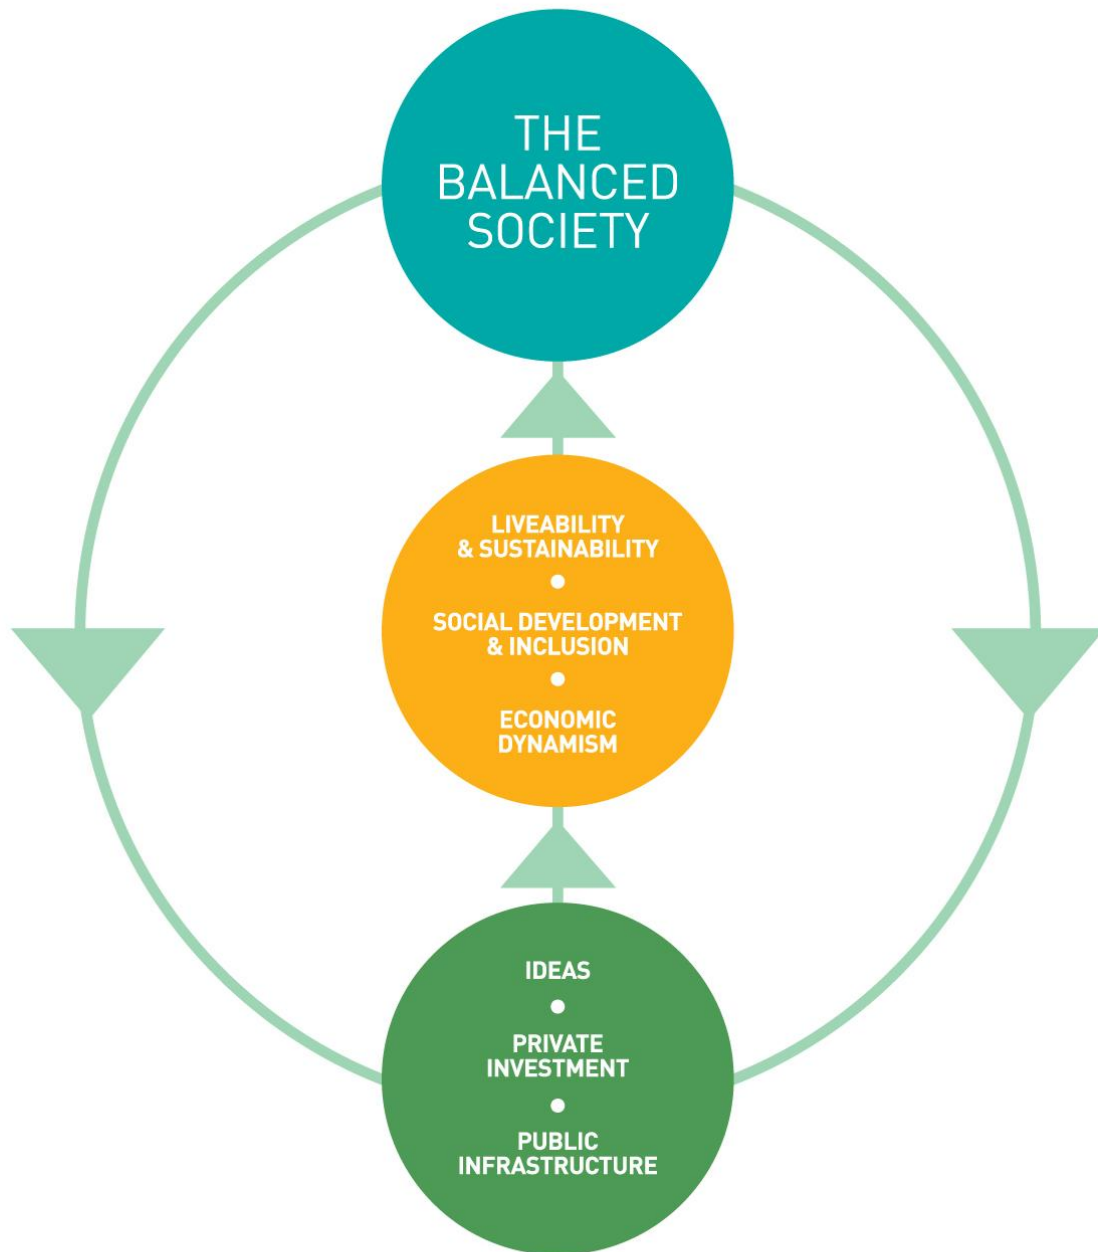 THE
BALANCED
SOCIETY
LIVEABILITY
& SUSTAINABILITY
SOCIAL DEVELOPMENT
& INCLUSION
ECONOMIC
DYNAMISM
IDEAS
PRIVATE
INVESTMENT
PUBLIC
INFRASTRUCTURE